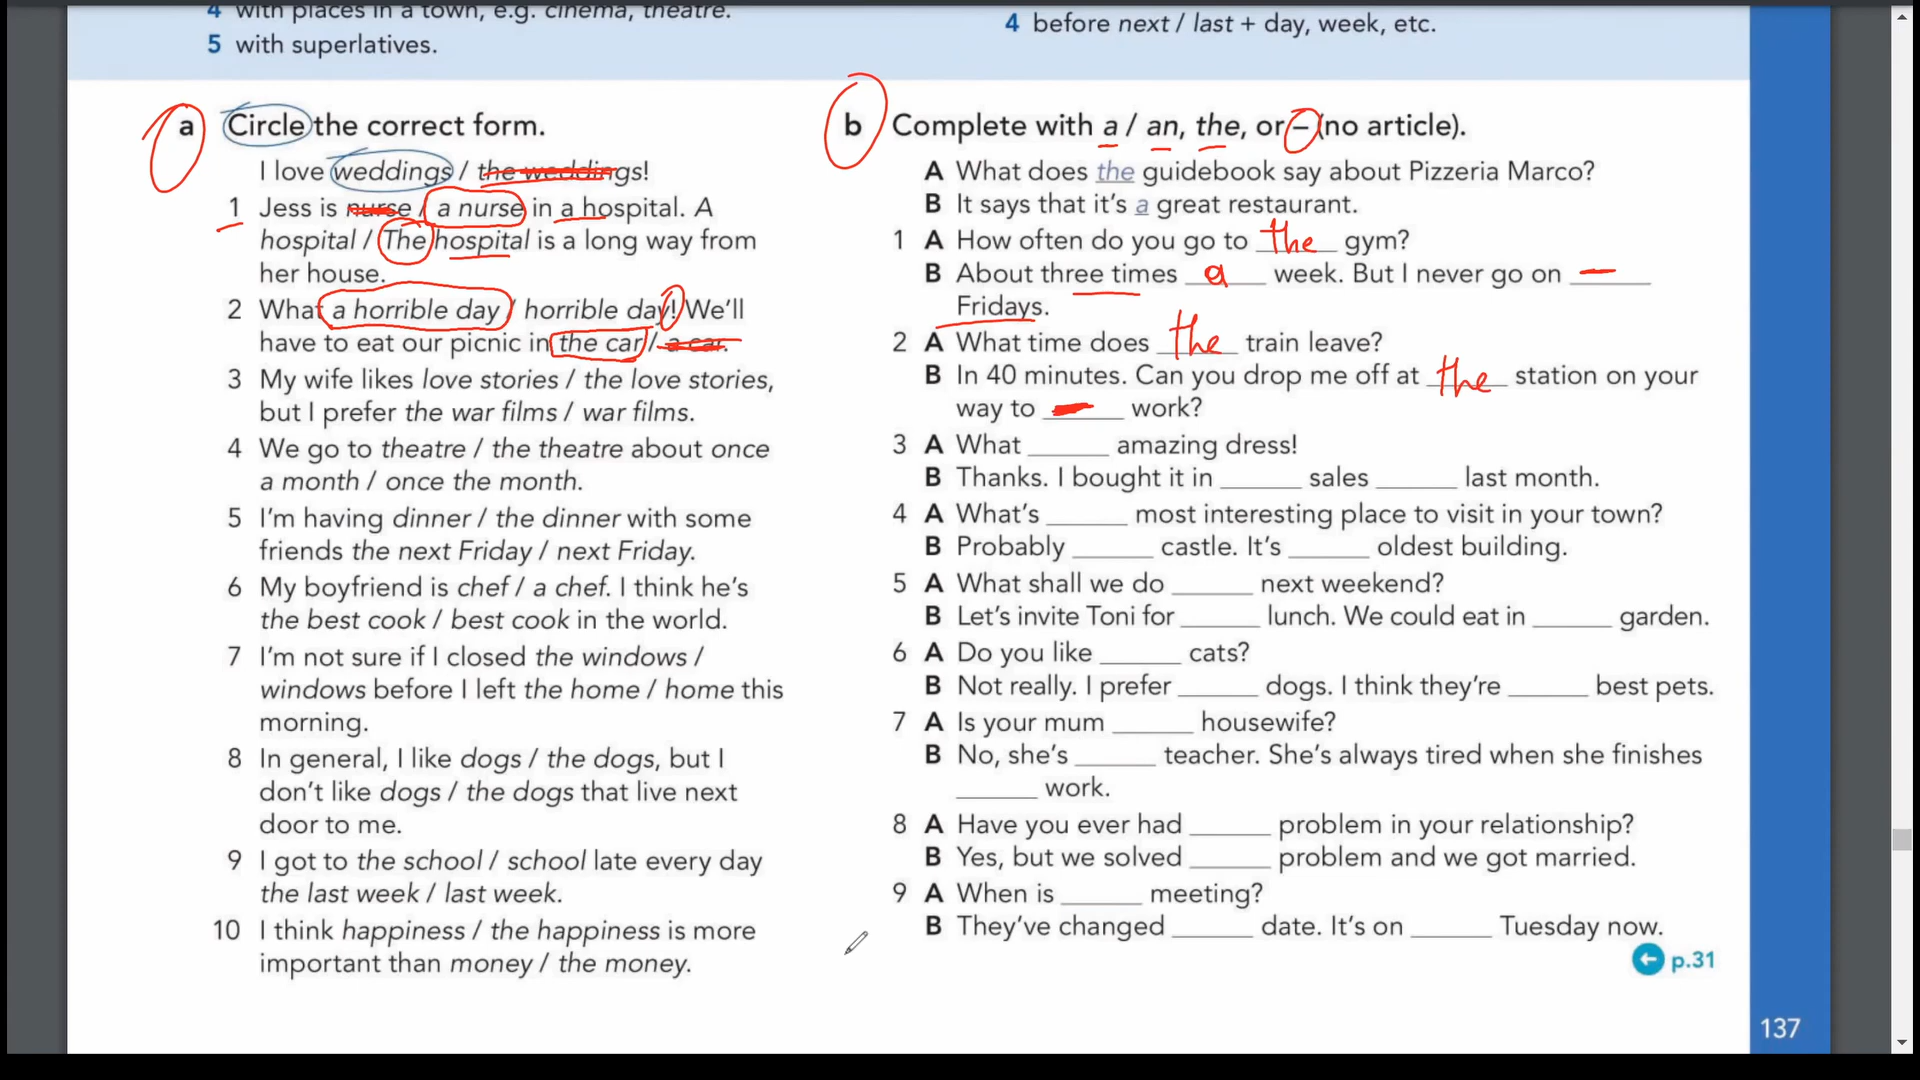 4 with places in a town, e.g. cinema, theatre.
5 with superlatives.
4 before next / last + day, week, etc.
a Circle the correct form.
I love weddings / the weddings!
1 Jess is nurse / a nurse in a hospital. A
hospital / The hospital is a long way from
her house.
2 What a horrible day / horrible day! We'll
have to eat our picnic in the car / a car.
3 My wife likes love stories / the love stories,
but I prefer the war films / war films.
4 We go to theatre / the theatre about once
a month / once the month.
5 I'm having dinner / the dinner with some
friends the next Friday / next Friday.
6 My boyfriend is chef / a chef. I think he's
the best cook / best cook in the world.
7 I'm not sure if I closed the windows /
windows before I left the home / home this
morning.
8 In general, I like dogs / the dogs, but I
don't like dogs / the dogs that live next
door to me.
9 I got to the school / school late every day
the last week / last week.
10 I think happiness / the happiness is more
important than money / the money.
b Complete with a / an, the, or – (no article).
A What does the guidebook say about Pizzeria Marco?
B It says that it's a great restaurant.
1 A How often do you go to the gym?
B About three times a week. But I never go on –
Fridays.
2 A What time does the train leave?
B In 40 minutes. Can you drop me off at the station on your
way to – work?
3 A What ______ amazing dress!
B Thanks. I bought it in ______ sales ______ last month.
4 A What's ______ most interesting place to visit in your town?
B Probably ______ castle. It's ______ oldest building.
5 A What shall we do ______ next weekend?
B Let's invite Toni for ______ lunch. We could eat in ______ garden.
6 A Do you like ______ cats?
B Not really. I prefer ______ dogs. I think they're ______ best pets.
7 A Is your mum ______ housewife?
B No, she's ______ teacher. She's always tired when she finishes
______ work.
8 A Have you ever had ______ problem in your relationship?
B Yes, but we solved ______ problem and we got married.
9 A When is ______ meeting?
B They've changed ______ date. It's on ______ Tuesday now.
p.31
137